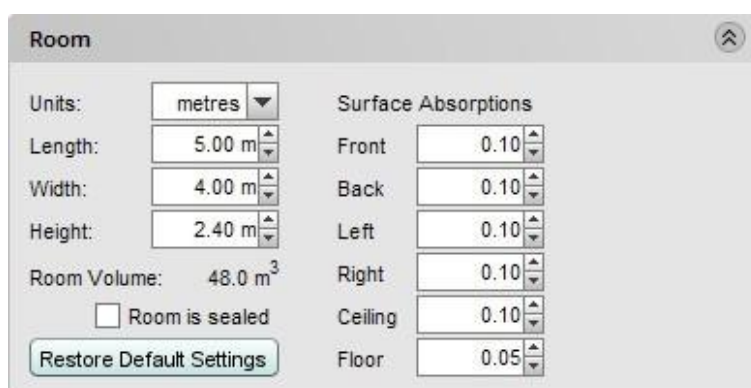 Room
Units: metres
Length: 5.00 m
Width: 4.00 m
Height: 2.40 m
Room Volume: 48.0 m³
Room is sealed
Restore Default Settings
Surface Absorptions
Front 0.10
Back 0.10
Left 0.10
Right 0.10
Ceiling 0.10
Floor 0.05